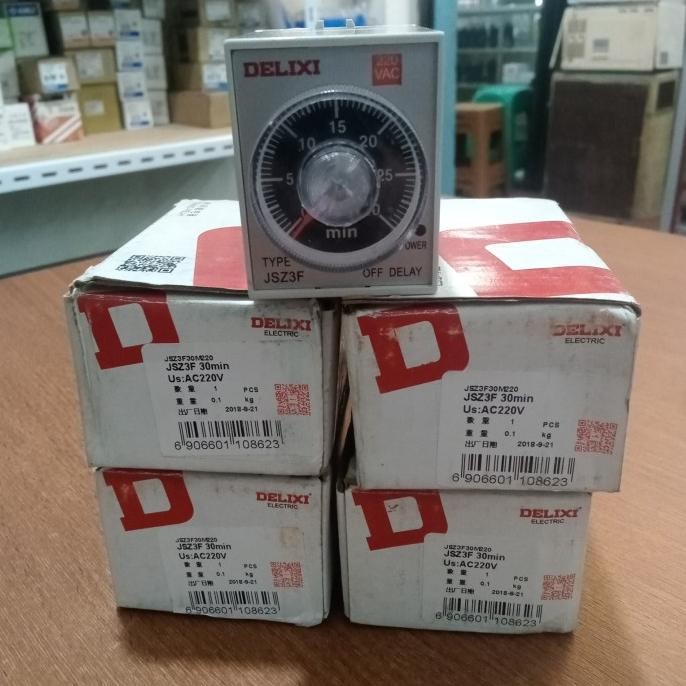 DELIXI
220
VAC
15
10
20
5
25
30
min
POWER
TYPE
JSZ3F
OFF DELAY
DELIXI
ELECTRIC
JSZ3F30M220
JSZ3F 30min
Us:AC220V
数 量 1 PCS
重 量 0.1 kg
出厂日期 2018-8-21
6 906601 108623
DELIXI
ELECTRIC
JSZ3F30M220
JSZ3F 30min
Us:AC220V
数 量 1 PCS
重 量 0.1 kg
出厂日期 2018-8-21
6 906601 108623
DELIXI
ELECTRIC
JSZ3F30M220
JSZ3F 30min
Us:AC220V
数 量 1 PCS
重 量 0.1 kg
出厂日期 2018-8-21
6 906601 108623
DELIXI
ELECTRIC
JSZ3F30M220
JSZ3F 30min
Us:AC220V
数 量 1 PCS
重 量 0.1 kg
出厂日期 2018-8-21
6 906601 108623